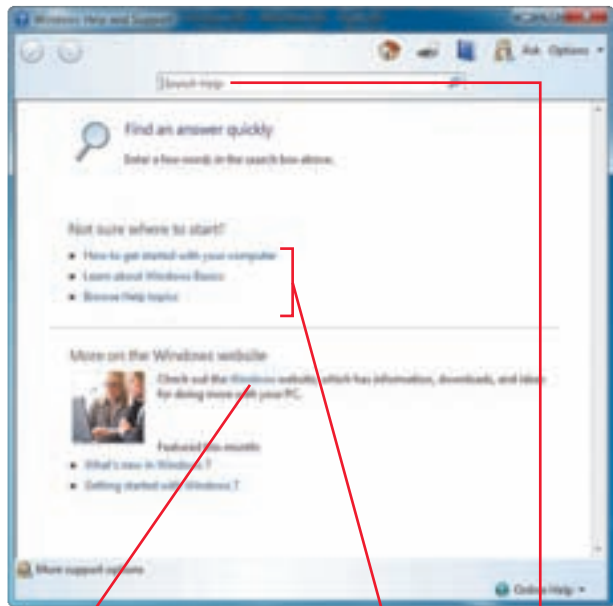 Windows Help and Support
Ask Options
Search Help
Find an answer quickly
Enter a few words in the search box above.
Not sure where to start?
How to get started with your computer
Learn about Windows Basics
Browse Help topics
More on the Windows website
Check out the Windows website, which has information, downloads, and ideas
for doing more with your PC.
Featured this month
What's new in Windows 7
Getting started with Windows 7
More support options
Online Help